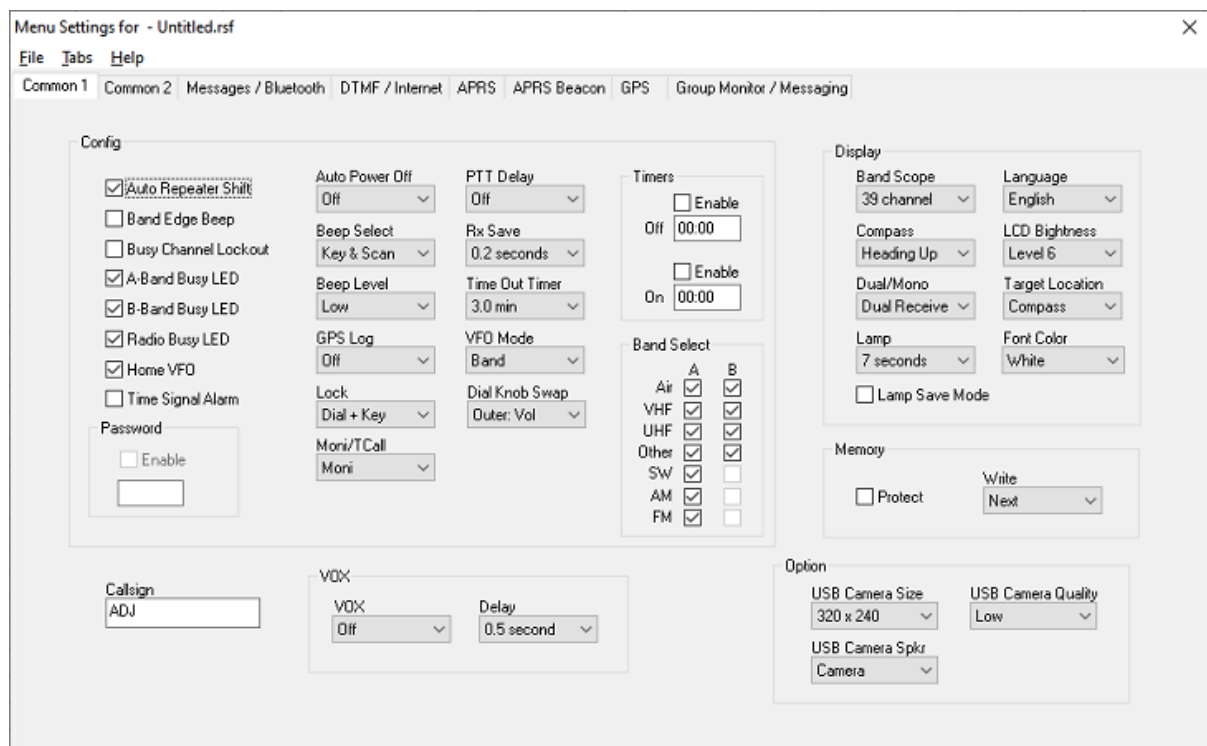 Menu Settings for - Untitled.rsf
File Tabs Help
Common 1 Common 2 Messages / Bluetooth DTMF / Internet APRS APRS Beacon GPS Group Monitor / Messaging
Config
Auto Repeater Shift
Band Edge Beep
Busy Channel Lockout
A-Band Busy LED
B-Band Busy LED
Radio Busy LED
Home VFO
Time Signal Alarm
Password
Enable
Auto Power Off
Off
Beep Select
Key & Scan
Beep Level
Low
GPS Log
Off
Lock
Dial + Key
Moni/TCall
Moni
PTT Delay
Off
Rx Save
0.2 seconds
Time Out Timer
3.0 min
VFO Mode
Band
Dial Knob Swap
Outer: Vol
Timers
Enable
Off 00:00
Enable
On 00:00
Band Select
A B
Air
VHF
UHF
Other
SW
AM
FM
Display
Band Scope
39 channel
Compass
Heading Up
Dual/Mono
Dual Receive
Lamp
7 seconds
Lamp Save Mode
Language
English
LCD Bightness
Level 6
Target Location
Compass
Font Color
White
Memory
Protect
Write
Next
Callsign
ADJ
VOX
VOX
Off
Delay
0.5 second
Option
USB Camera Size
320 x 240
USB Camera Quality
Low
USB Camera Spkr
Camera